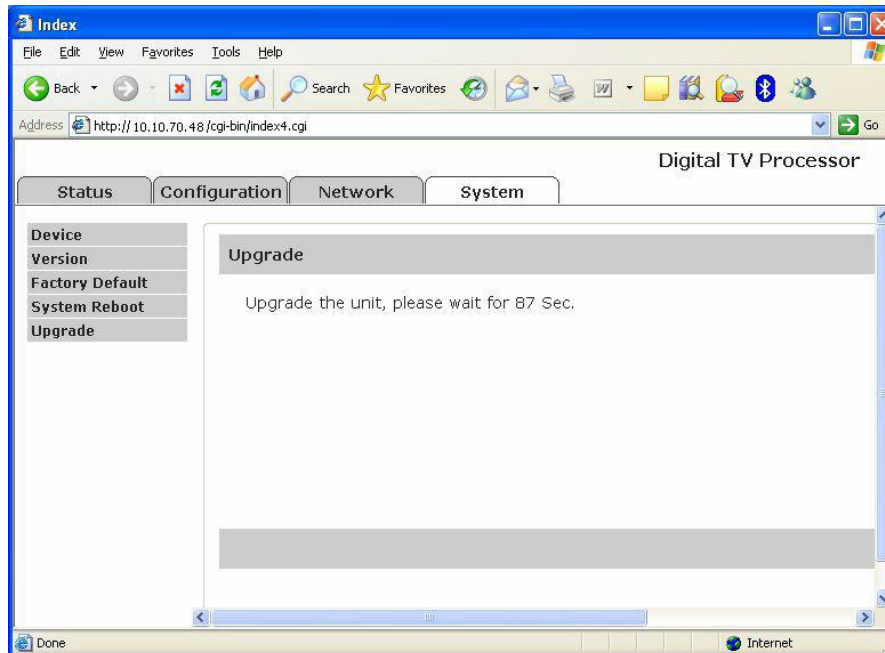 Index
File Edit View Favorites Tools Help
Back Search Favorites
Address http://10.10.70.48/cgi-bin/index4.cgi Go
Digital TV Processor
Status Configuration Network System
Device
Version
Factory Default
System Reboot
Upgrade
Upgrade
Upgrade the unit, please wait for 87 Sec.
Done Internet